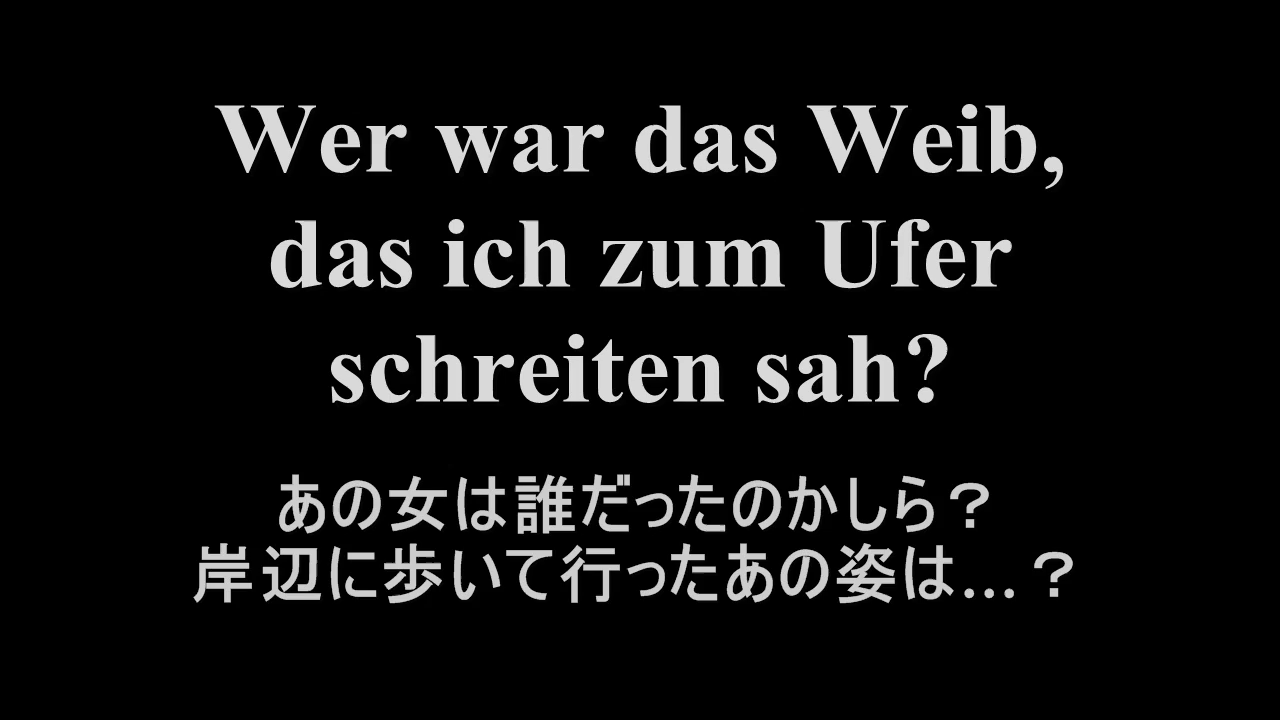 Wer war das Weib,
das ich zum Ufer
schreiten sah?
あの女は誰だったのかしら？
岸辺に歩いて行ったあの姿は...？